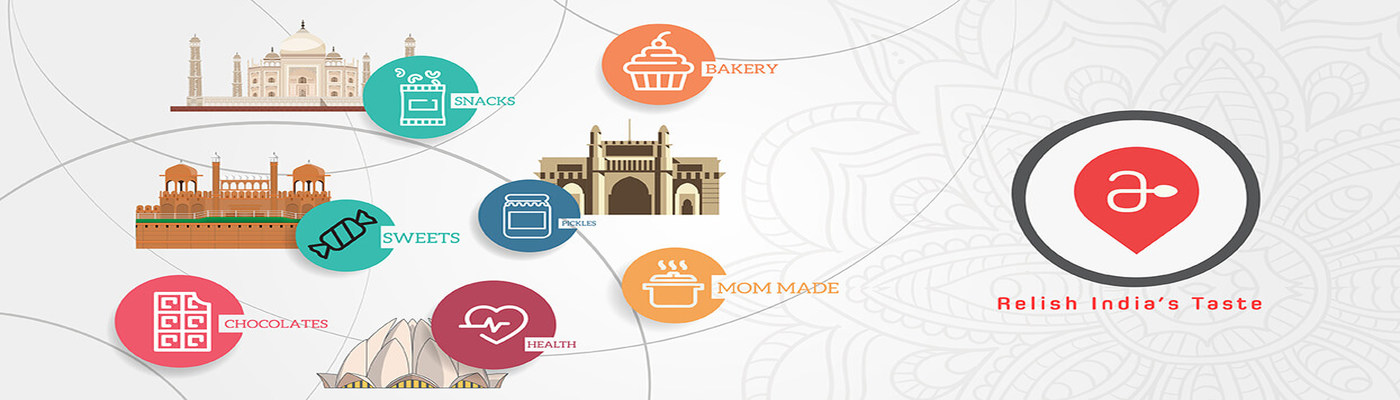 BAKERY
SNACKS
PICKLES
SWEETS
MOM MADE
CHOCOLATES
HEALTH
a
Relish India's Taste